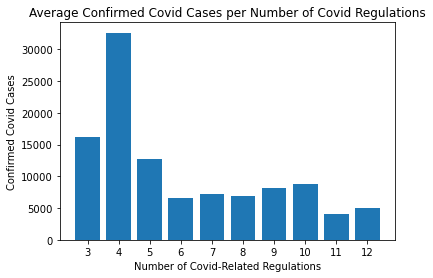 Average Confirmed Covid Cases per Number of Covid Regulations
30000
25000
20000
15000
10000
5000
0
Confirmed Covid Cases
3 4 5 6 7 8 9 10 11 12
Number of Covid-Related Regulations